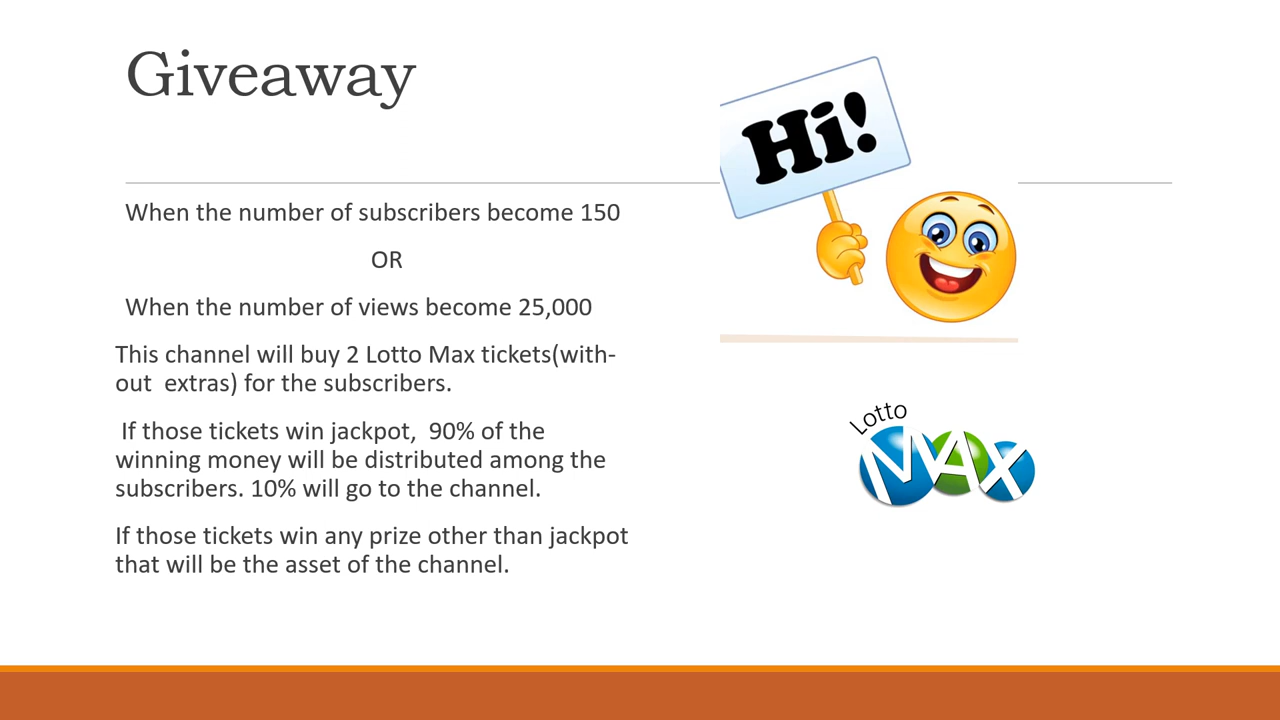 Giveaway
Hi!
When the number of subscribers become 150
OR
When the number of views become 25,000
This channel will buy 2 Lotto Max tickets(with-
out  extras) for the subscribers.
If those tickets win jackpot,  90% of the
winning money will be distributed among the
subscribers. 10% will go to the channel.
If those tickets win any prize other than jackpot
that will be the asset of the channel.
Lotto
MAX